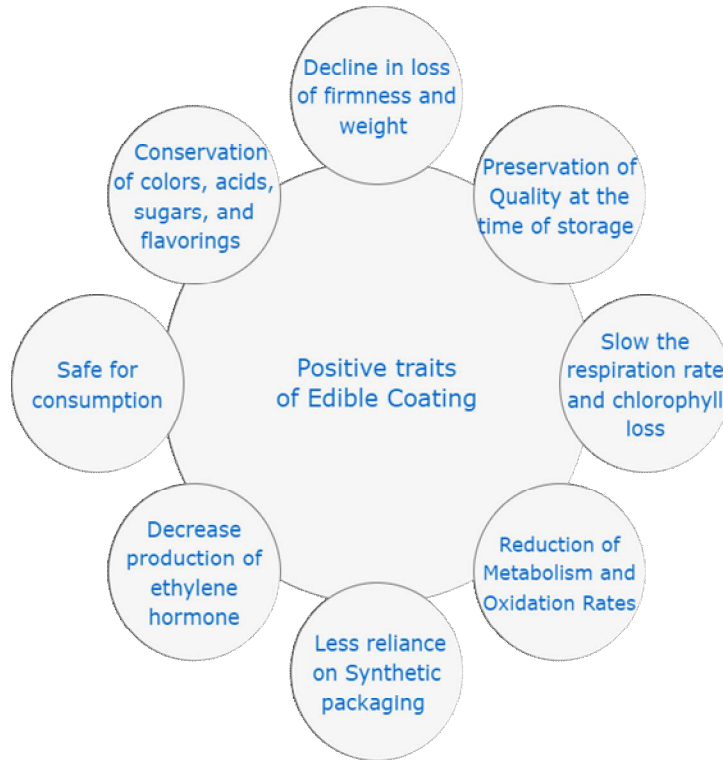 Decline in loss
of firmness and
weight
Preservation of
Quality at the
time of storage
Slow the
respiration rate
and chlorophyll
loss
Reduction of
Metabolism and
Oxidation Rates
Less reliance
on Synthetic
packaging
Decrease
production of
ethylene
hormone
Safe for
consumption
Conservation
of colors, acids,
sugars, and
flavorings
Positive traits
of Edible Coating